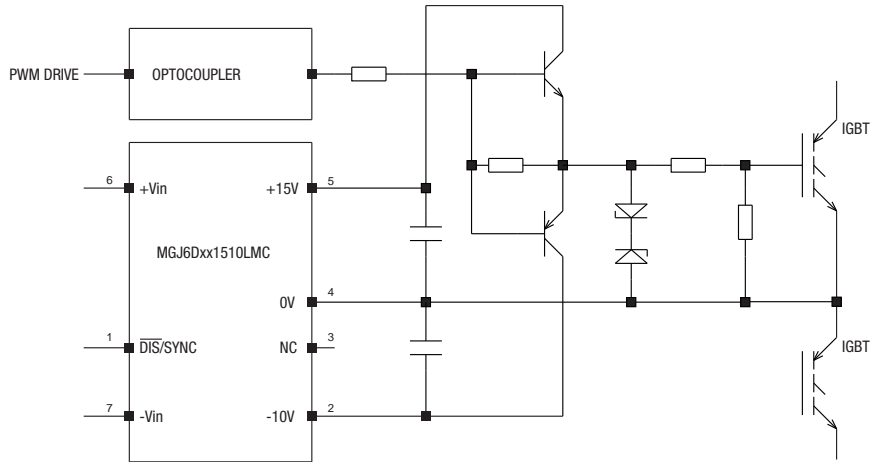 PWM DRIVE
OPTOCOUPLER
IGBT
6
+Vin
+15V
5
MGJ6Dxx1510LMC
0V
4
1
DIS/SYNC
NC
3
IGBT
7
-Vin
-10V
2